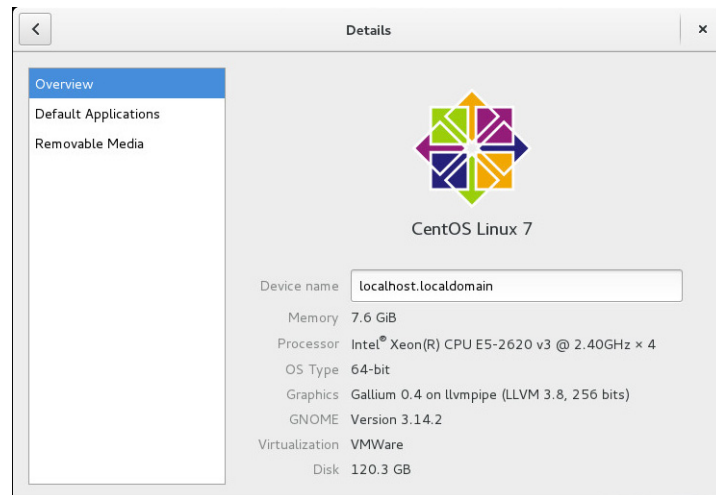 Details
Overview
Default Applications
Removable Media
CentOS Linux 7
Device name localhost.localdomain
Memory 7.6 GiB
Processor Intel® Xeon(R) CPU E5-2620 v3 @ 2.40GHz × 4
OS Type 64-bit
Graphics Gallium 0.4 on llvmpipe (LLVM 3.8, 256 bits)
GNOME Version 3.14.2
Virtualization VMWare
Disk 120.3 GB